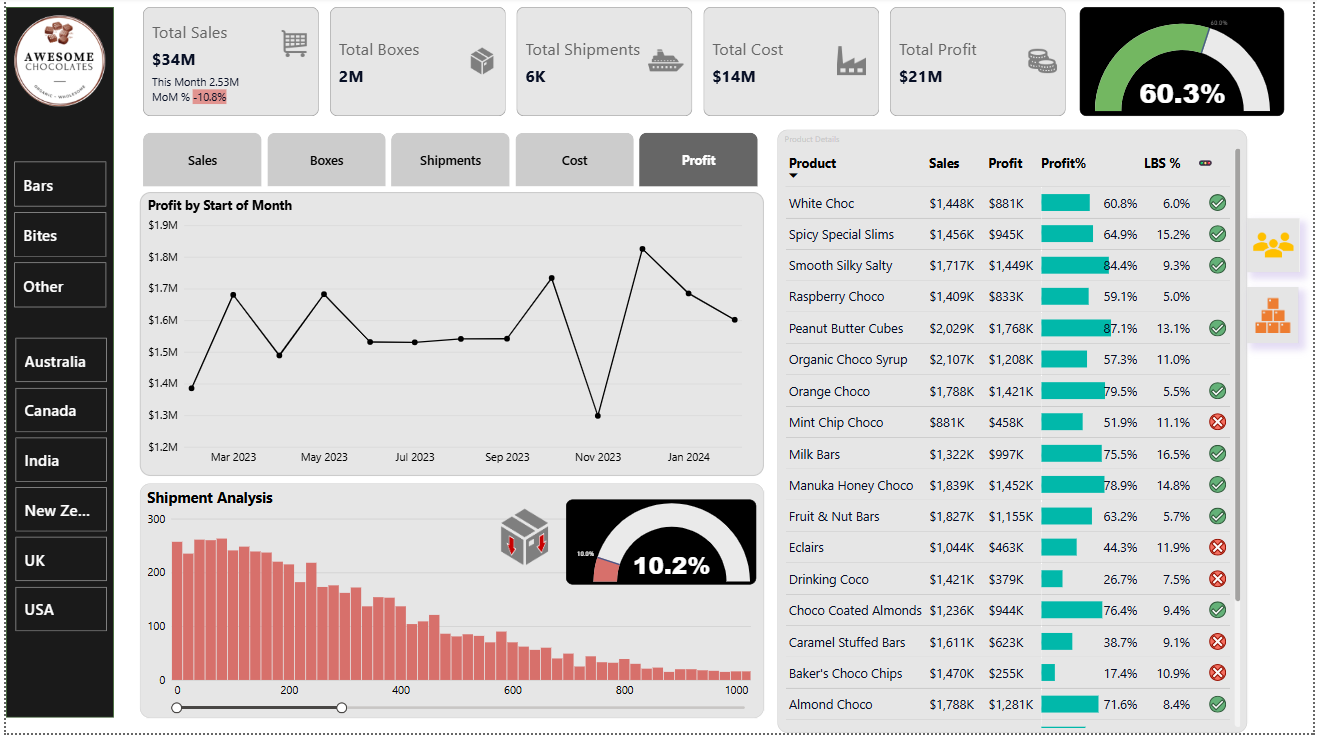 AWESOME
CHOCOLATES
ORGANIC • WHOLESOME
Bars
Bites
Other
Australia
Canada
India
New Ze...
UK
USA
Total Sales
$34M
This Month 2.53M
MoM % -10.8%
Total Boxes
2M
Total Shipments
6K
Total Cost
$14M
Total Profit
$21M
60.0%
60.3%
Sales Boxes Shipments Cost Profit
Profit by Start of Month
$1.9M
$1.8M
$1.7M
$1.6M
$1.5M
$1.4M
$1.3M
$1.2M
Mar 2023 May 2023 Jul 2023 Sep 2023 Nov 2023 Jan 2024
Shipment Analysis
300
200
100
0
0 200 400 600 800 1000
10.0%
10.2%
Product Details
Product Sales Profit Profit% LBS %
White Choc $1,448K $881K 60.8% 6.0%
Spicy Special Slims $1,456K $945K 64.9% 15.2%
Smooth Silky Salty $1,717K $1,449K 84.4% 9.3%
Raspberry Choco $1,409K $833K 59.1% 5.0%
Peanut Butter Cubes $2,029K $1,768K 87.1% 13.1%
Organic Choco Syrup $2,107K $1,208K 57.3% 11.0%
Orange Choco $1,788K $1,421K 79.5% 5.5%
Mint Chip Choco $881K $458K 51.9% 11.1%
Milk Bars $1,322K $997K 75.5% 16.5%
Manuka Honey Choco $1,839K $1,452K 78.9% 14.8%
Fruit & Nut Bars $1,827K $1,155K 63.2% 5.7%
Eclairs $1,044K $463K 44.3% 11.9%
Drinking Coco $1,421K $379K 26.7% 7.5%
Choco Coated Almonds $1,236K $944K 76.4% 9.4%
Caramel Stuffed Bars $1,611K $623K 38.7% 9.1%
Baker's Choco Chips $1,470K $255K 17.4% 10.9%
Almond Choco $1,788K $1,281K 71.6% 8.4%